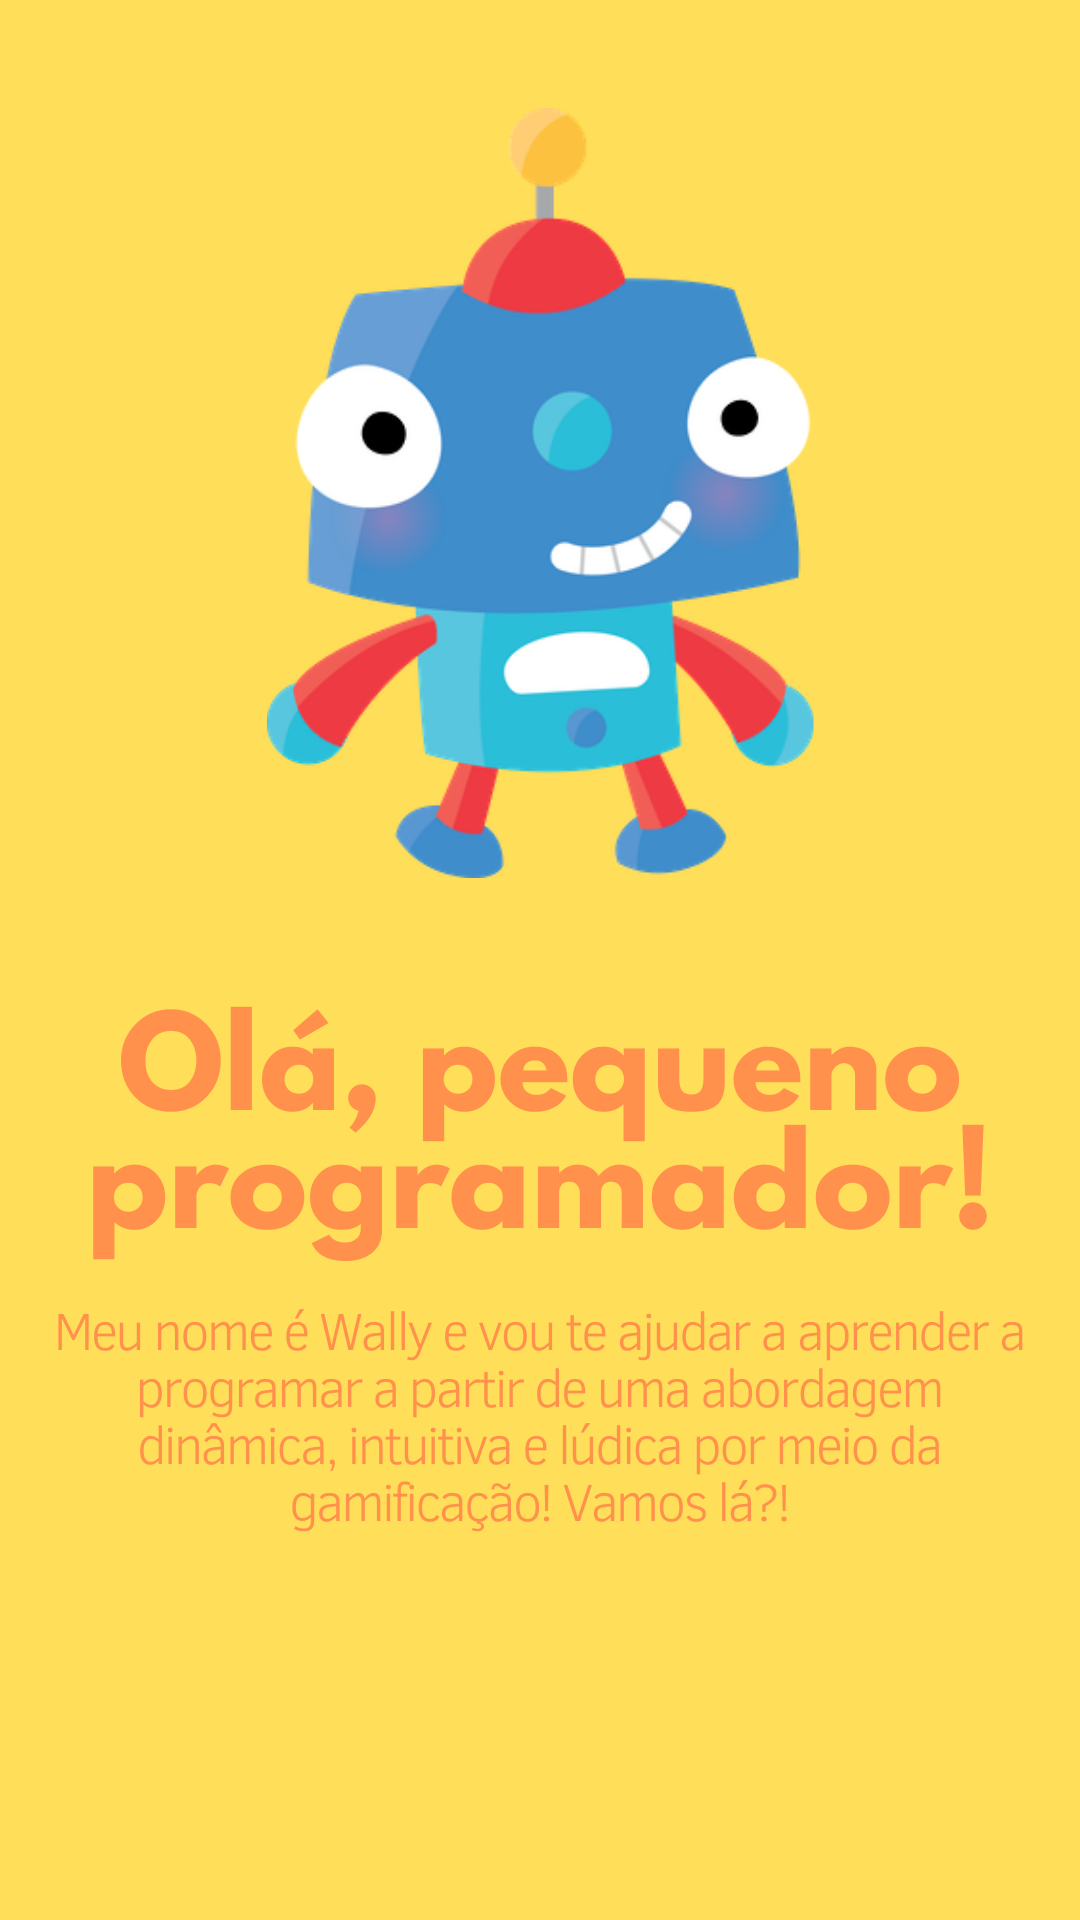 Olá, pequeno
programador!
Meu nome é Wally e vou te ajudar a aprender a
programar a partir de uma abordagem
dinâmica, intuitiva e lúdica por meio da
gamificação! Vamos lá?!